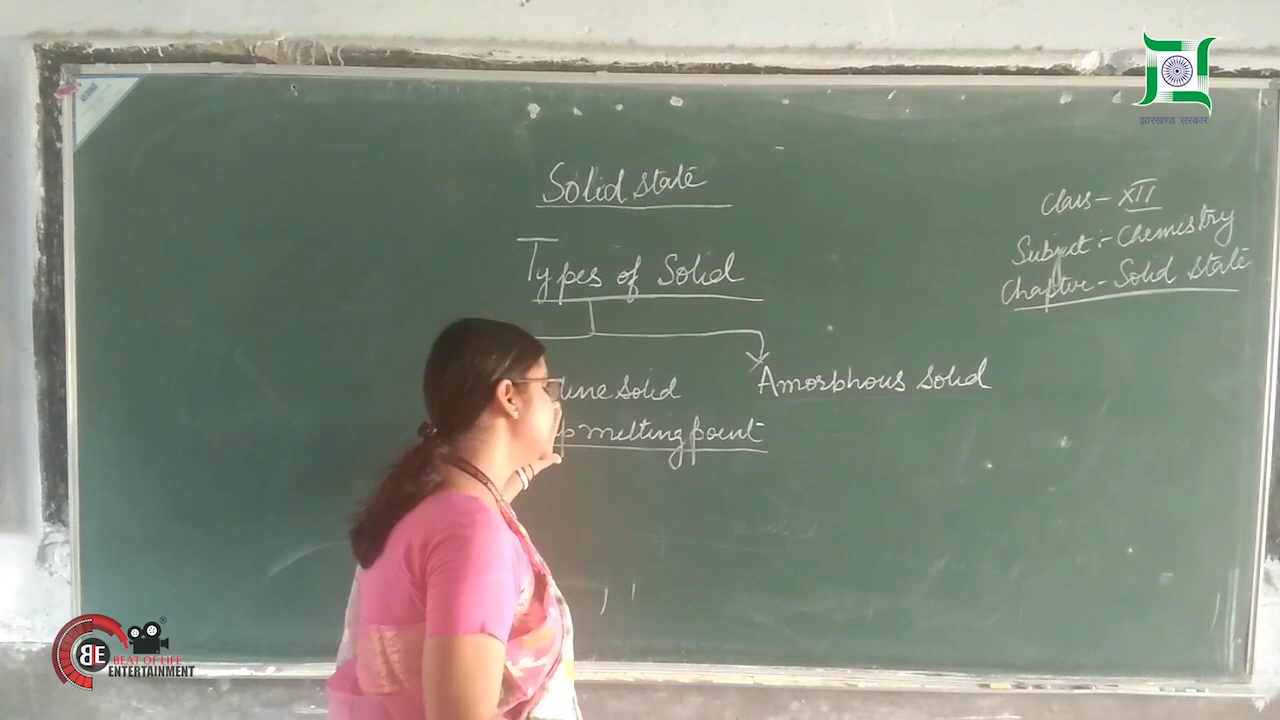 झारखण्ड सरकार
Solid state
Types of Solid
Class - XII
Subject :- Chemistry
Chapter - Solid state
line solid
Amorphous solid
p melting point
BLE
BEAT OF LIFE
ENTERTAINMENT